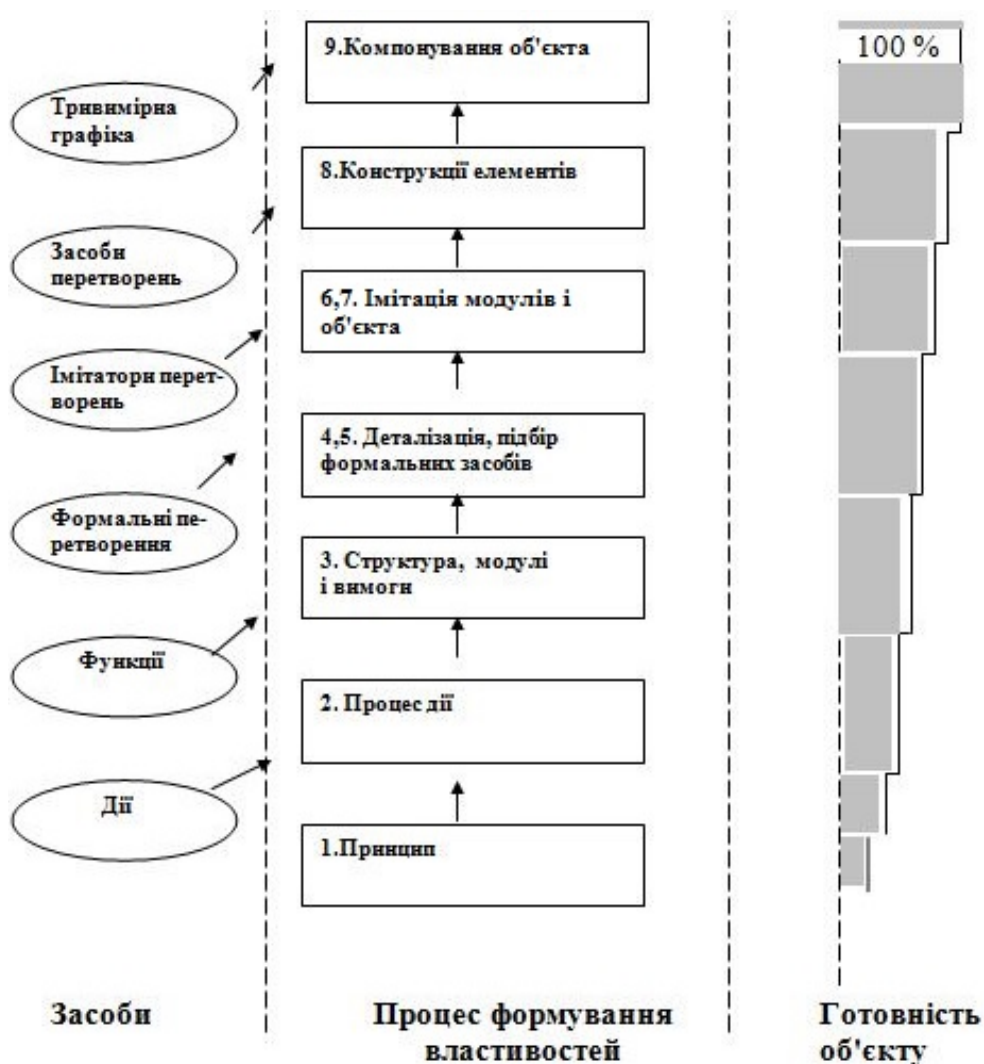 9.Компонування об'єкта
100 %
Тривимірна
графіка
8.Конструкції елементів
Засоби
перетворень
6,7. Імітація модулів і
об'єкта
Імітатори перет-
ворень
4,5. Деталізація, підбір
формальних засобів
Формальні пе-
ретворення
3. Структура, модулі
і вимоги
Функції
2. Процес дії
Дії
1.Принцип
Засоби
Процес формування
властивостей
Готовність
об'єкту